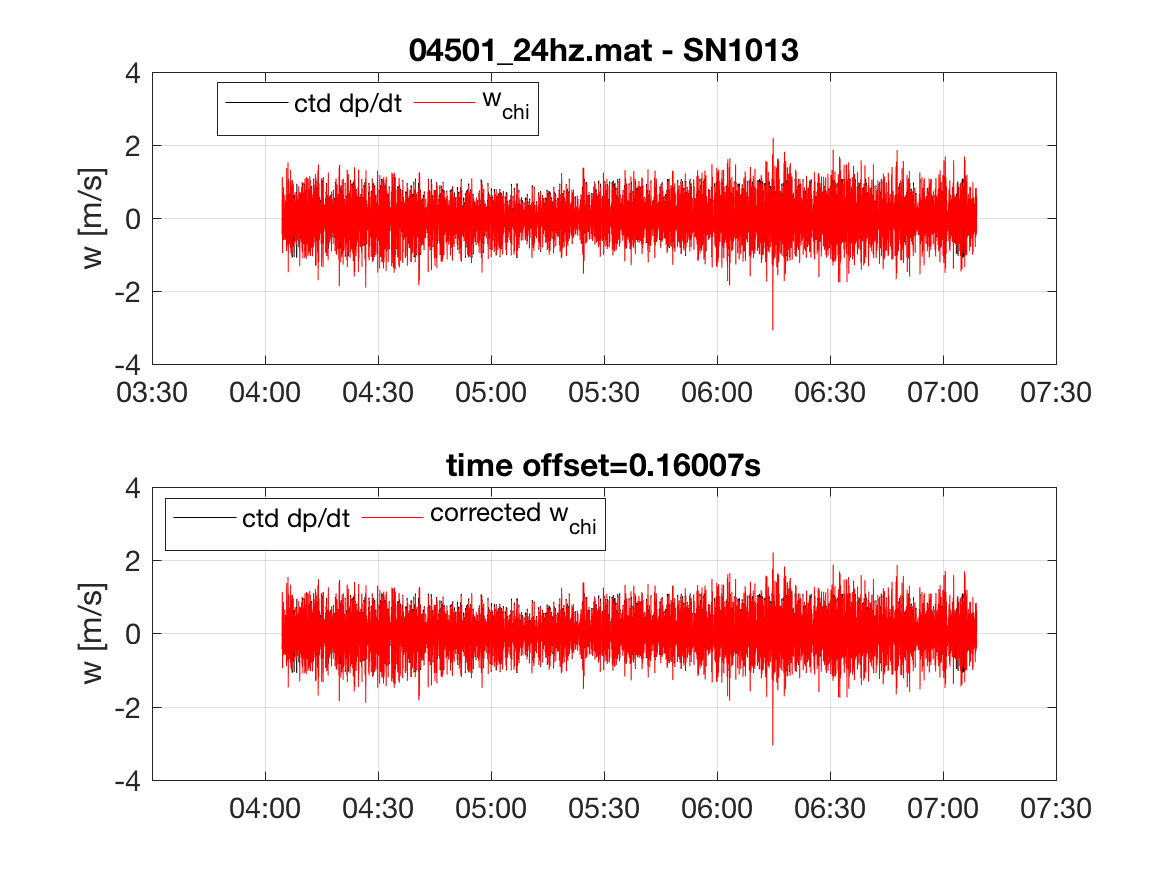 04501_24hz.mat - SN1013
ctd dp/dt w_chi
4
2
0
-2
-4
w [m/s]
03:30 04:00 04:30 05:00 05:30 06:00 06:30 07:00 07:30
time offset=0.16007s
ctd dp/dt corrected w_chi
4
2
0
-2
-4
w [m/s]
04:00 04:30 05:00 05:30 06:00 06:30 07:00 07:30